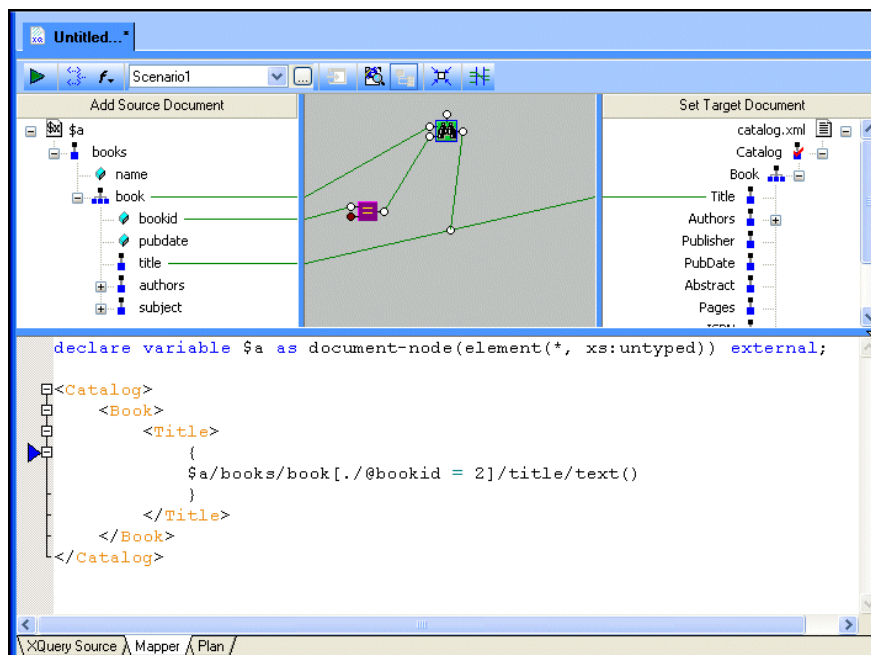 Untitled...*
Scenario1
Add Source Document
$a
books
name
book
bookid
pubdate
title
authors
subject
Set Target Document
catalog.xml
Catalog
Book
Title
Authors
Publisher
PubDate
Abstract
Pages
declare variable $a as document-node(element(*, xs:untyped)) external;
<Catalog>
<Book>
<Title>
{
$a/books/book[./@bookid = 2]/title/text()
}
</Title>
</Book>
</Catalog>
XQuery Source Mapper Plan